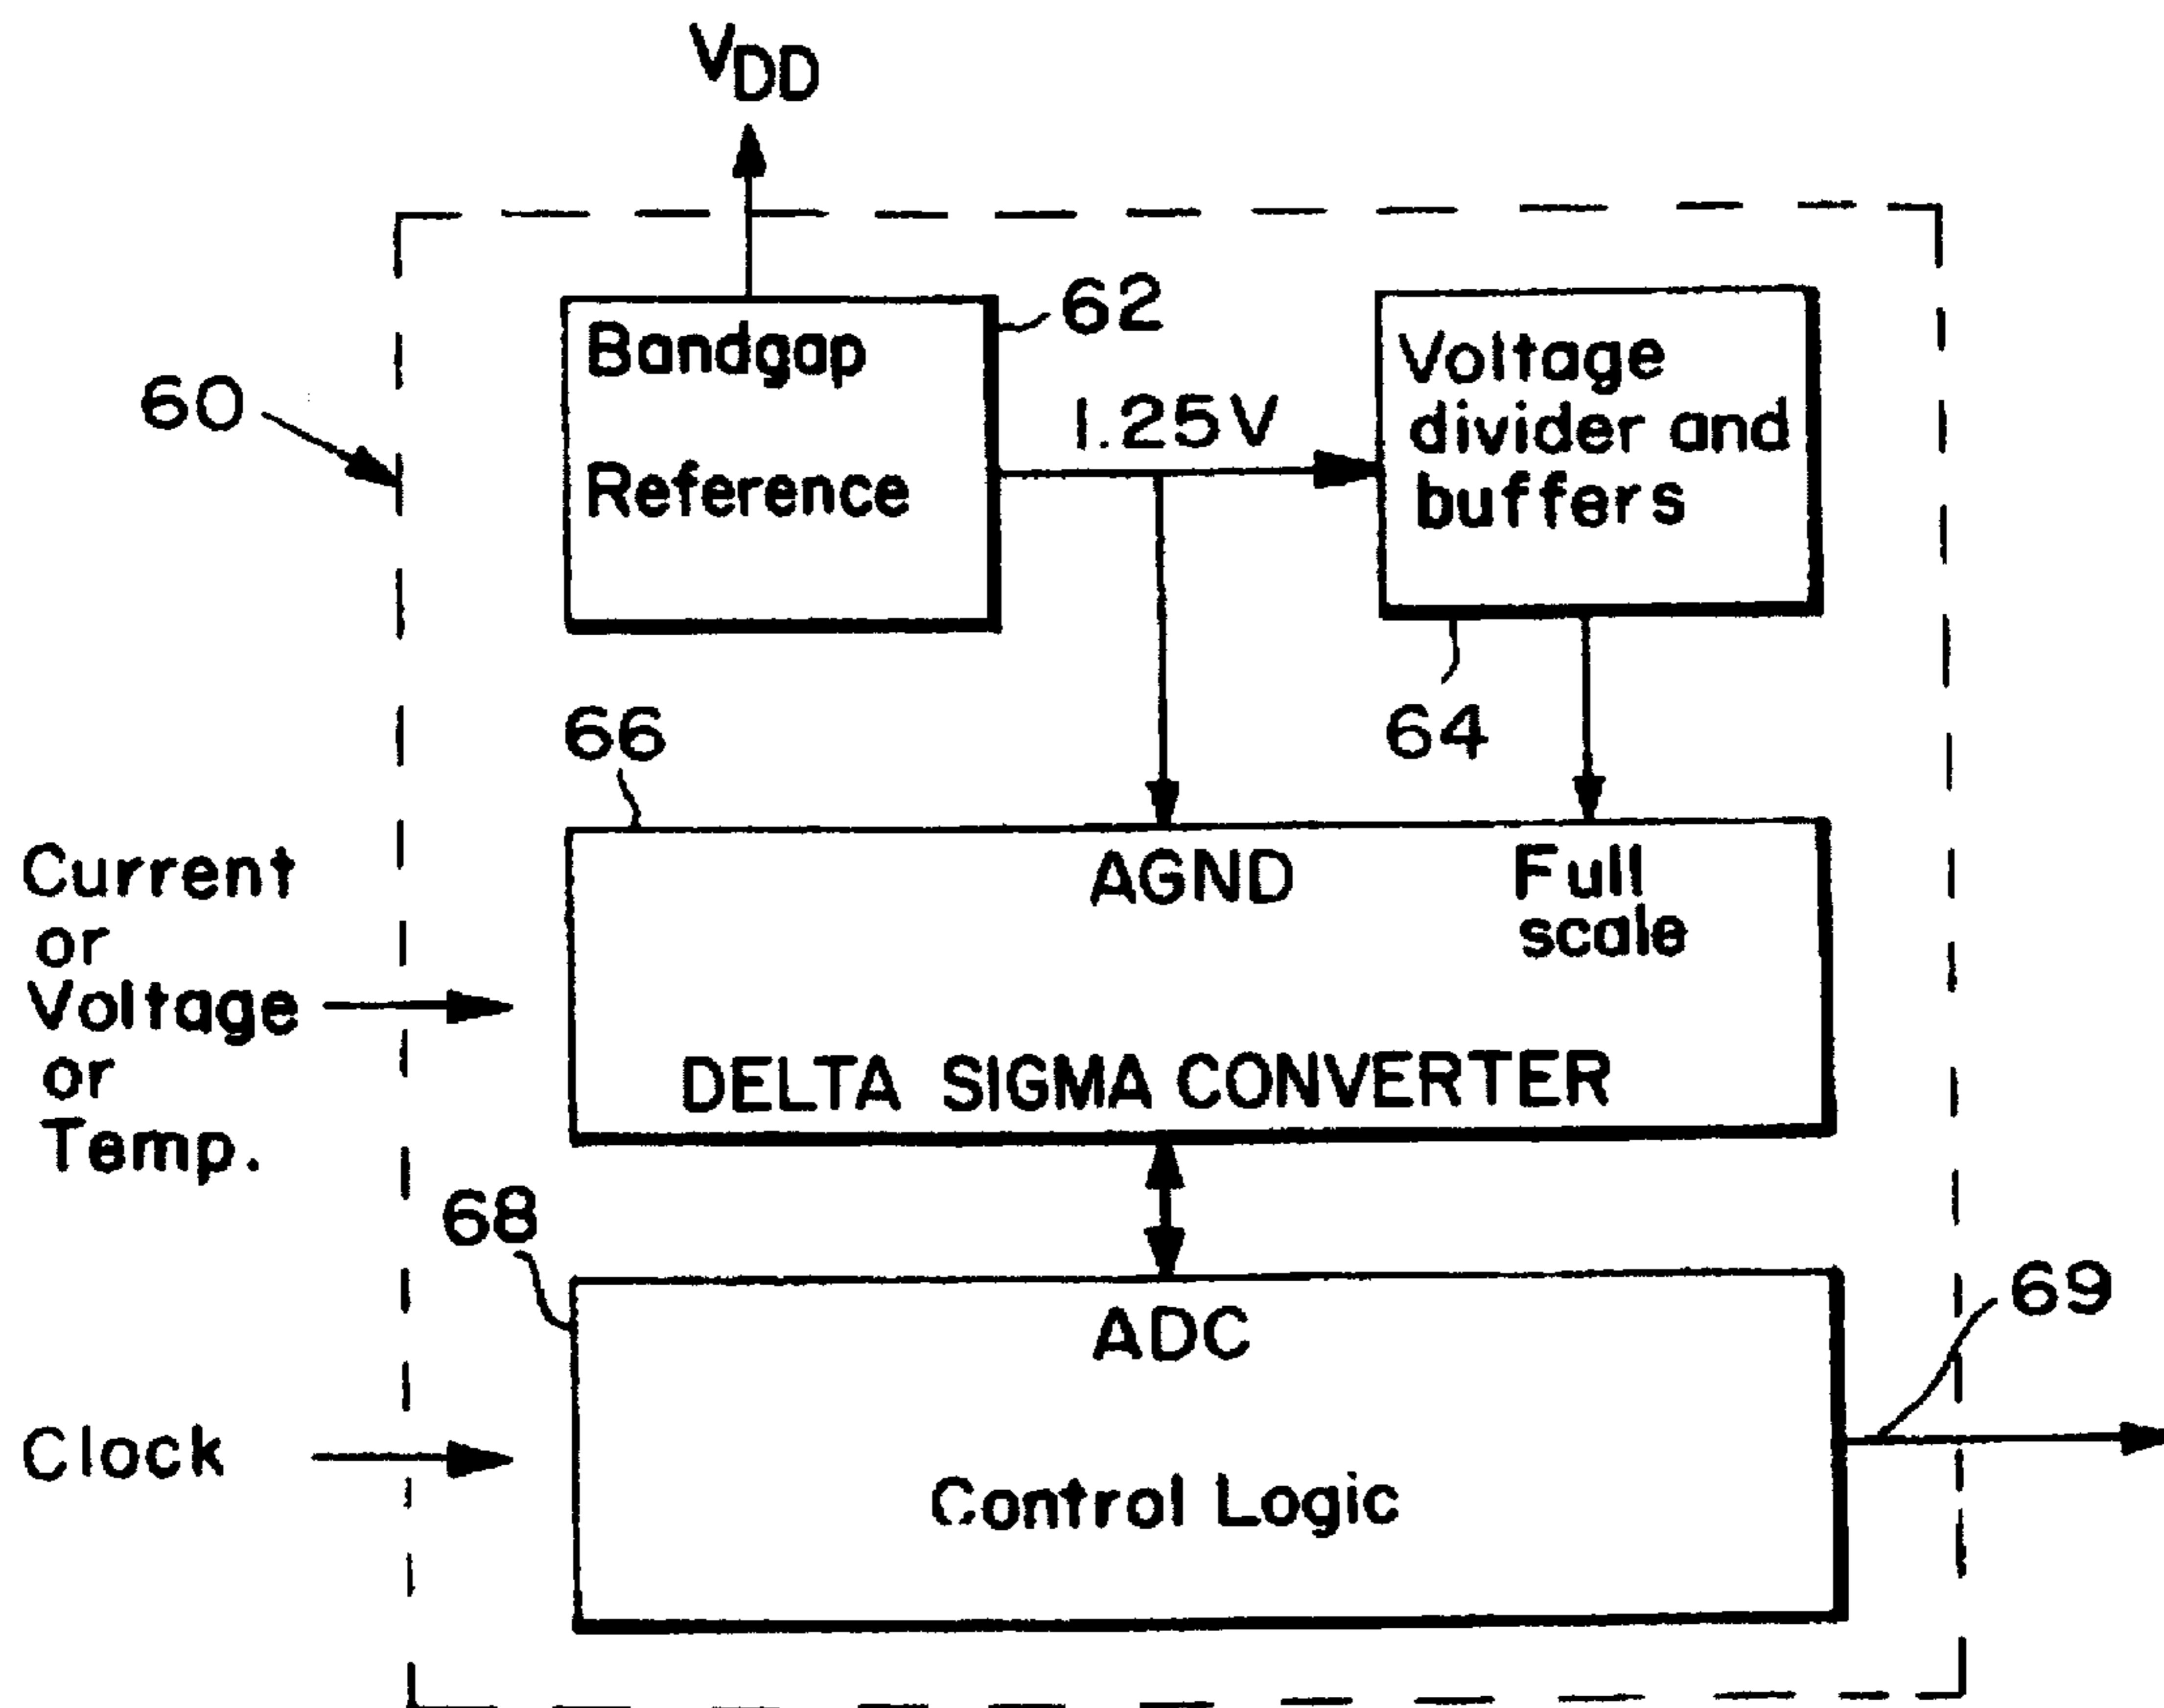 VDD
62
Bandgap
Reference
1.25V
Voltage
divider and
buffers
60
66
64
Current
or
Voltage
or
Temp.
AGND
Full
scale
DELTA SIGMA CONVERTER
68
69
ADC
Control Logic
Clock